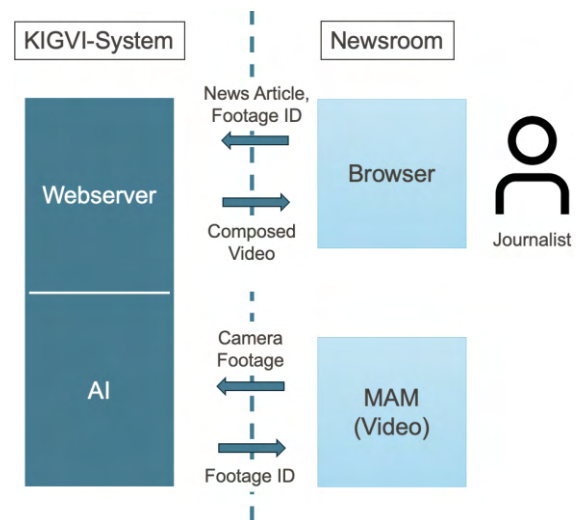 KIGVI-System
Newsroom
News Article,
Footage ID
Webserver
Browser
Composed
Video
Journalist
Camera
Footage
AI
MAM
(Video)
Footage ID